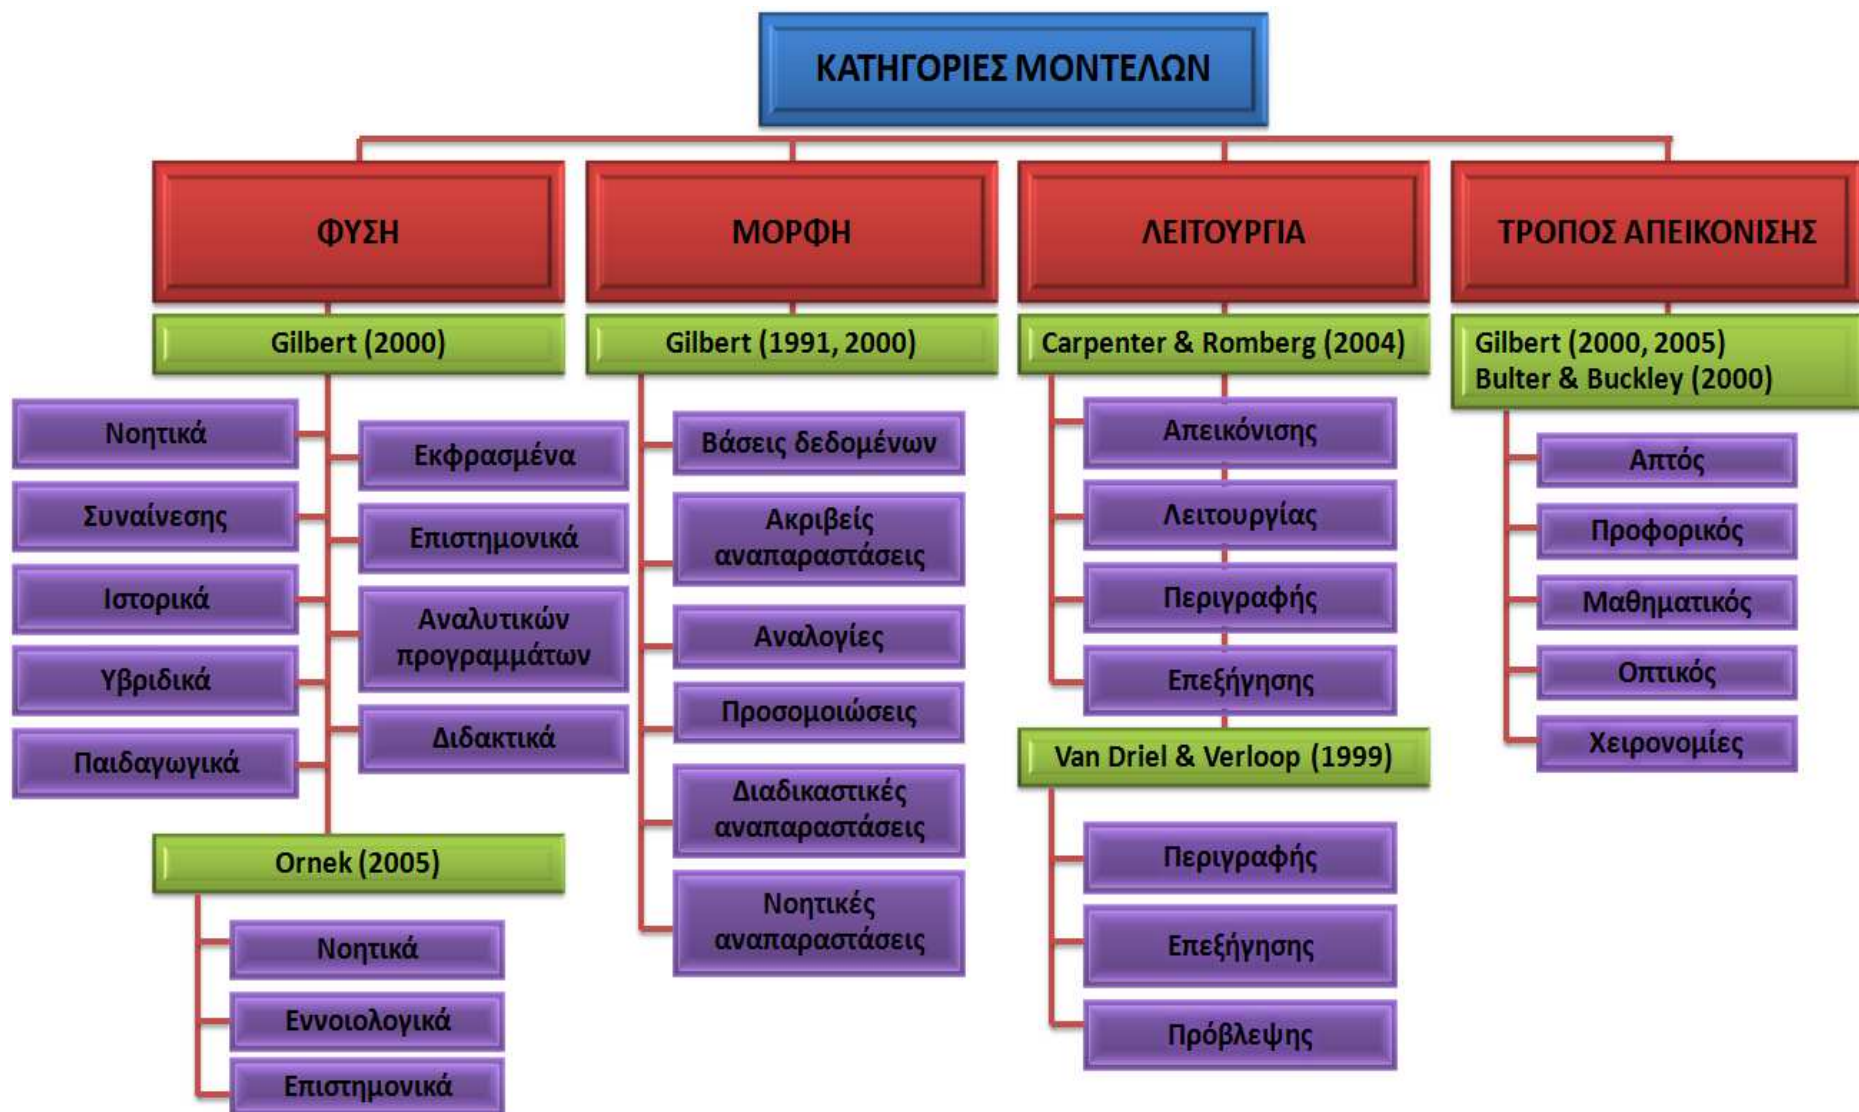 ΚΑΤΗΓΟΡΙΕΣ ΜΟΝΤΕΛΩΝ
ΦΥΣΗ
Gilbert (2000)
Νοητικά
Εκφρασμένα
Συναίνεσης
Επιστημονικά
Ιστορικά
Αναλυτικών
προγραμμάτων
Υβριδικά
Διδακτικά
Παιδαγωγικά
Ornek (2005)
Νοητικά
Εννοιολογικά
Επιστημονικά
ΜΟΡΦΗ
Gilbert (1991, 2000)
Βάσεις δεδομένων
Ακριβείς
αναπαραστάσεις
Αναλογίες
Προσομοιώσεις
Διαδικαστικές
αναπαραστάσεις
Νοητικές
αναπαραστάσεις
ΛΕΙΤΟΥΡΓΙΑ
Carpenter & Romberg (2004)
Απεικόνισης
Λειτουργίας
Περιγραφής
Επεξήγησης
Van Driel & Verloop (1999)
Περιγραφής
Επεξήγησης
Πρόβλεψης
ΤΡΟΠΟΣ ΑΠΕΙΚΟΝΙΣΗΣ
Gilbert (2000, 2005)
Bulter & Buckley (2000)
Απτός
Προφορικός
Μαθηματικός
Οπτικός
Χειρονομίες